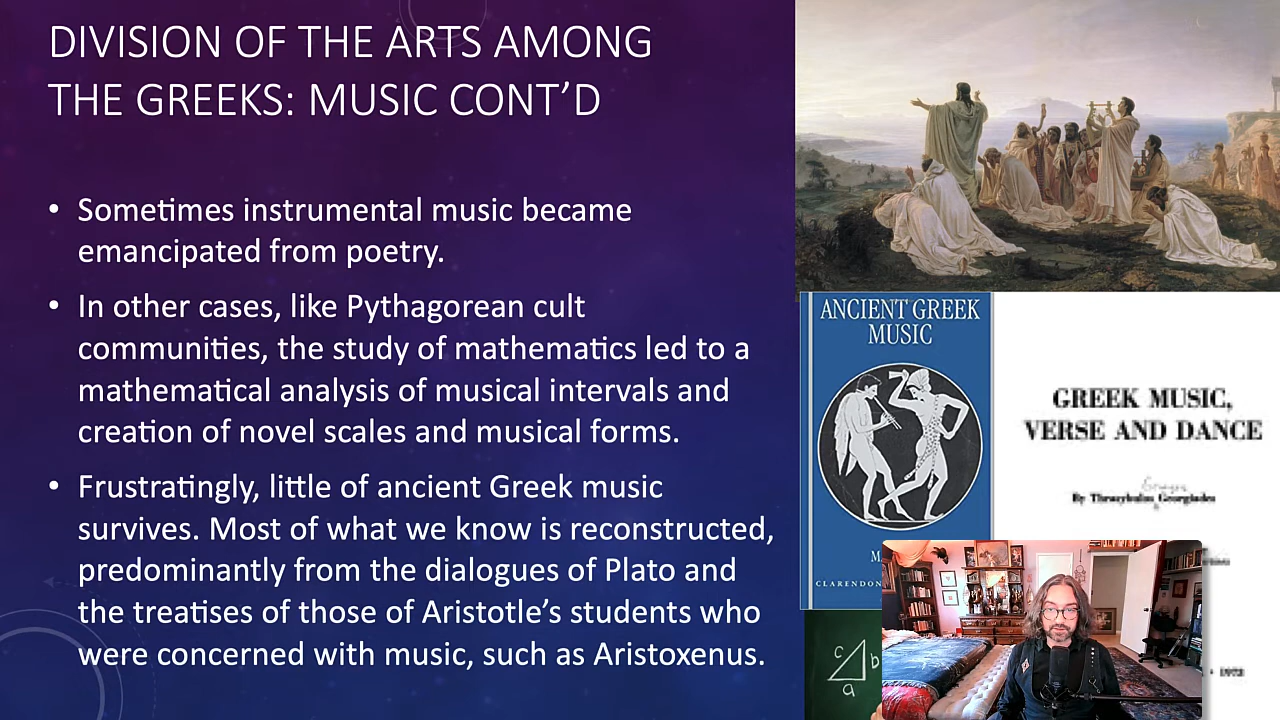 DIVISION OF THE ARTS AMONG
THE GREEKS: MUSIC CONT’D
• Sometimes instrumental music became
emancipated from poetry.
• In other cases, like Pythagorean cult
communities, the study of mathematics led to a
mathematical analysis of musical intervals and
creation of novel scales and musical forms.
• Frustratingly, little of ancient Greek music
survives. Most of what we know is reconstructed,
predominantly from the dialogues of Plato and
the treatises of those of Aristotle’s students who
were concerned with music, such as Aristoxenus.
ANCIENT GREEK
MUSIC
M.
CLARENDON
GREEK MUSIC,
VERSE AND DANCE
By Thrasybulos Georgiades
1973
c
b
a